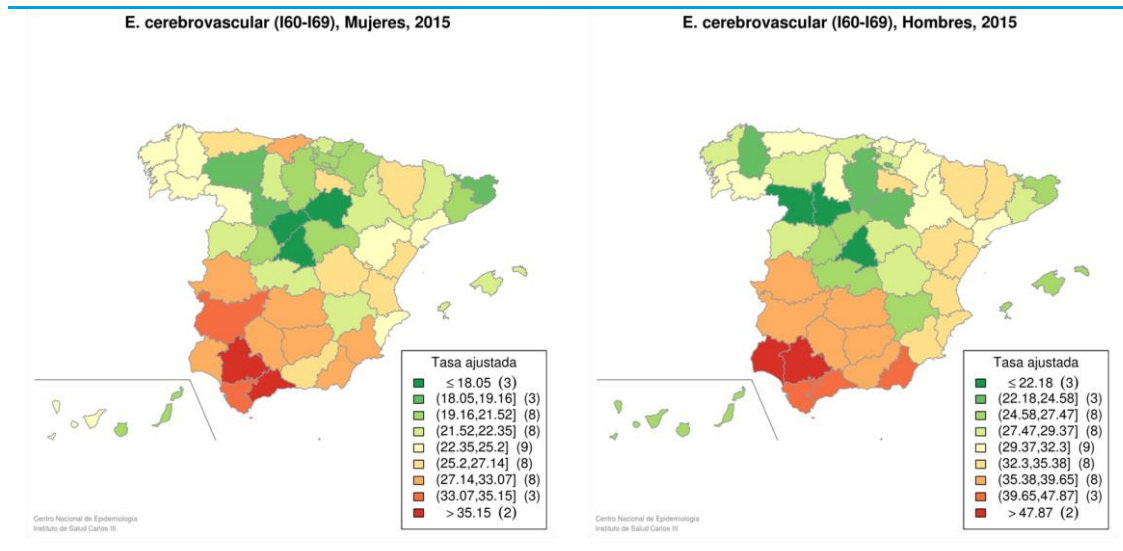 E. cerebrovascular (I60-I69), Mujeres, 2015
Tasa ajustada
≤ 18.05 (3)
(18.05,19.16] (3)
(19.16,21.52] (8)
(21.52,22.35] (8)
(22.35,25.2] (9)
(25.2,27.14] (8)
(27.14,33.07] (8)
(33.07,35.15] (3)
> 35.15 (2)
Centro Nacional de Epidemiología
Instituto de Salud Carlos III
E. cerebrovascular (I60-I69), Hombres, 2015
Tasa ajustada
≤ 22.18 (3)
(22.18,24.58] (3)
(24.58,27.47] (8)
(27.47,29.37] (8)
(29.37,32.3] (9)
(32.3,35.38] (8)
(35.38,39.65] (8)
(39.65,47.87] (3)
> 47.87 (2)
Centro Nacional de Epidemiología
Instituto de Salud Carlos III